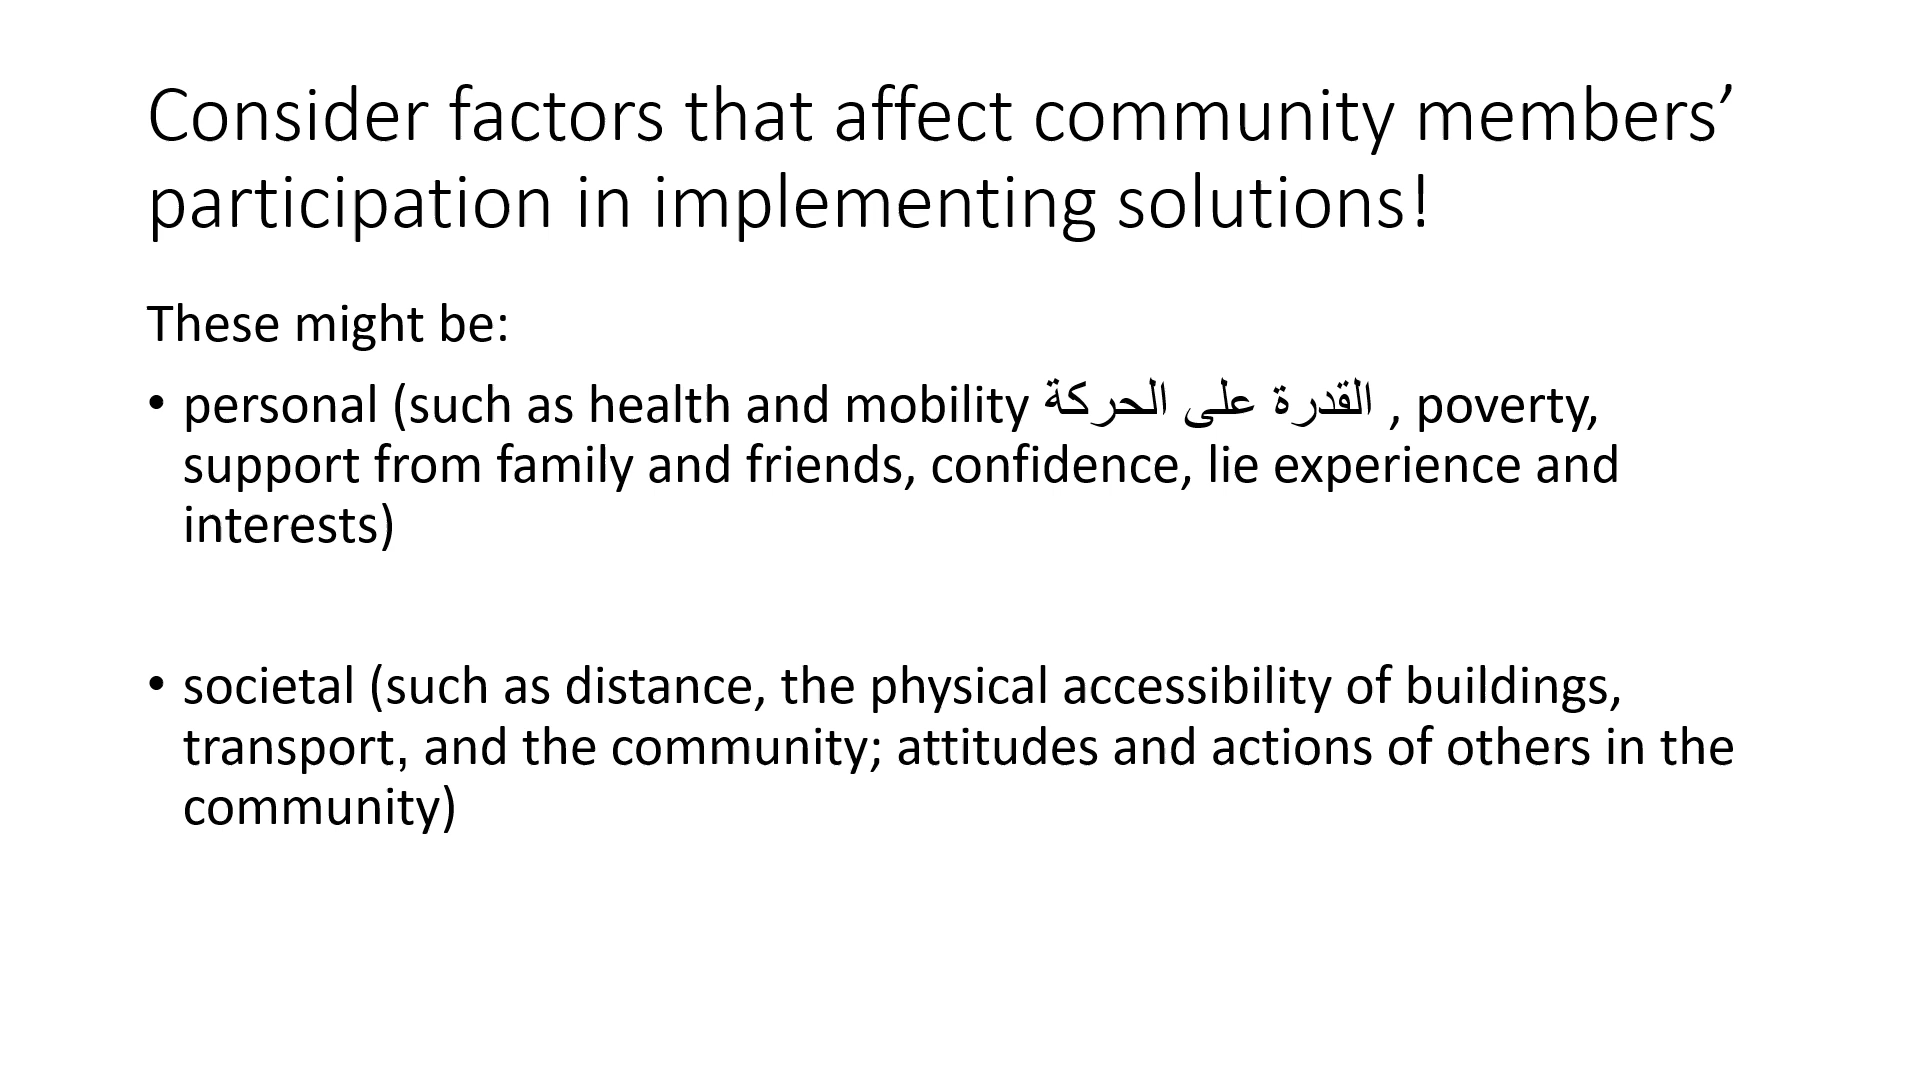 Consider factors that affect community members’
participation in implementing solutions!
These might be:
• personal (such as health and mobility القدرة على الحركة , poverty,
support from family and friends, confidence, lie experience and
interests)
• societal (such as distance, the physical accessibility of buildings,
transport, and the community; attitudes and actions of others in the
community)